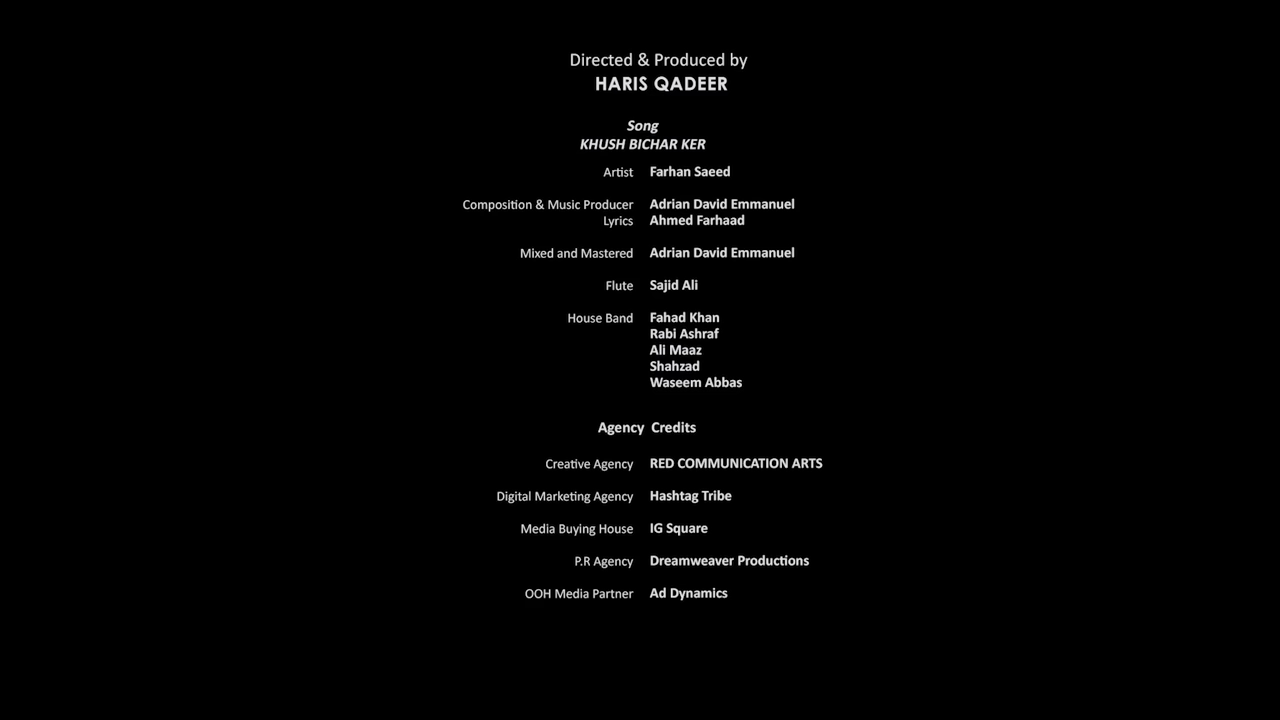 Directed & Produced by
HARIS QADEER
Song
KHUSH BICHAR KER
Artist Farhan Saeed
Composition & Music Producer Adrian David Emmanuel
Lyrics Ahmed Farhaad
Mixed and Mastered Adrian David Emmanuel
Flute Sajid Ali
House Band Fahad Khan
Rabi Ashraf
Ali Maaz
Shahzad
Waseem Abbas
Agency Credits
Creative Agency RED COMMUNICATION ARTS
Digital Marketing Agency Hashtag Tribe
Media Buying House IG Square
P.R Agency Dreamweaver Productions
OOH Media Partner Ad Dynamics